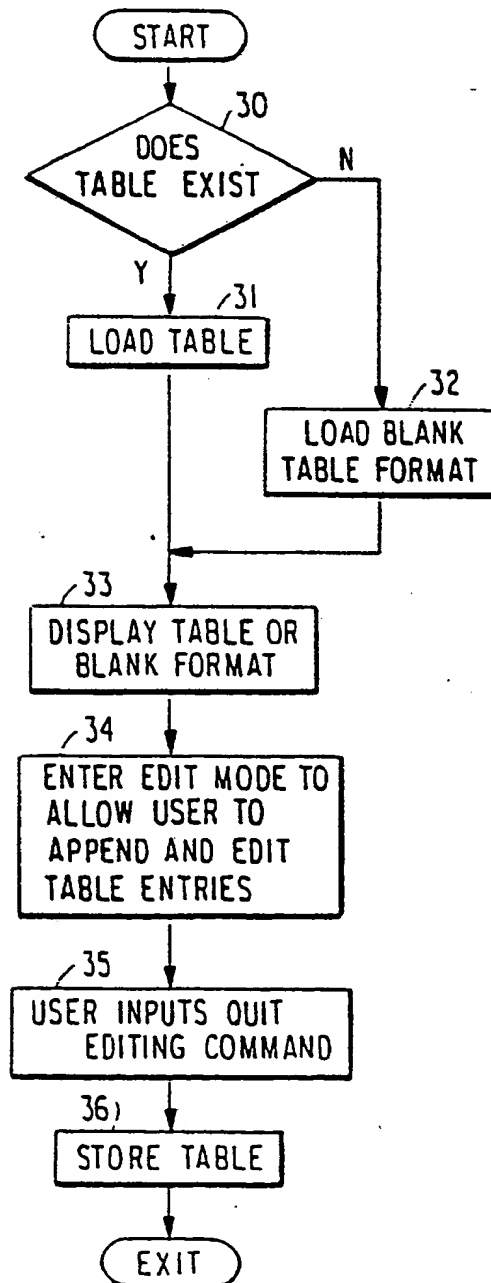 START
30
DOES
TABLE EXIST
N
Y
31
LOAD TABLE
32
LOAD BLANK
TABLE FORMAT
33
DISPLAY TABLE OR
BLANK FORMAT
34
ENTER EDIT MODE TO
ALLOW USER TO
APPEND AND EDIT
TABLE ENTRIES
35
USER INPUTS QUIT
EDITING COMMAND
36
STORE TABLE
EXIT